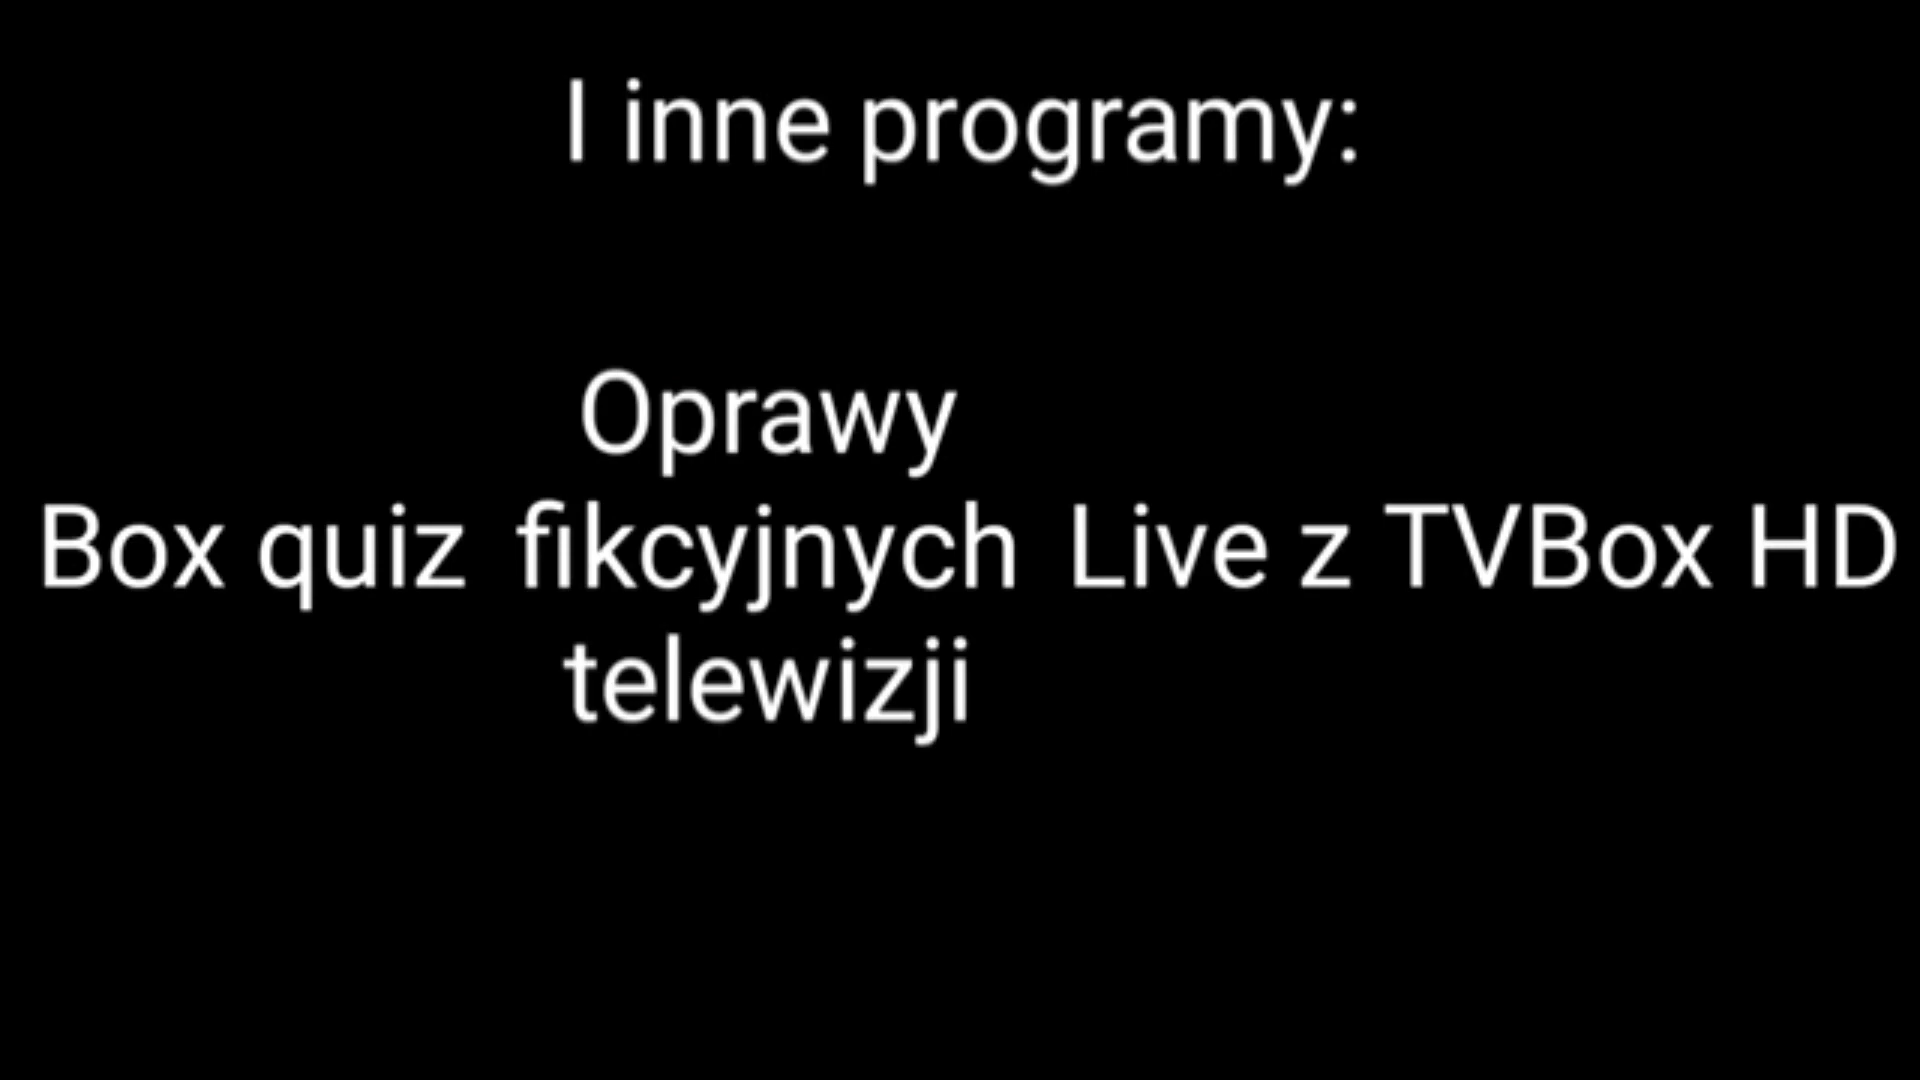 I inne programy:
Box quiz
Oprawy
fikcyjnych
telewizji
Live z TVBox HD